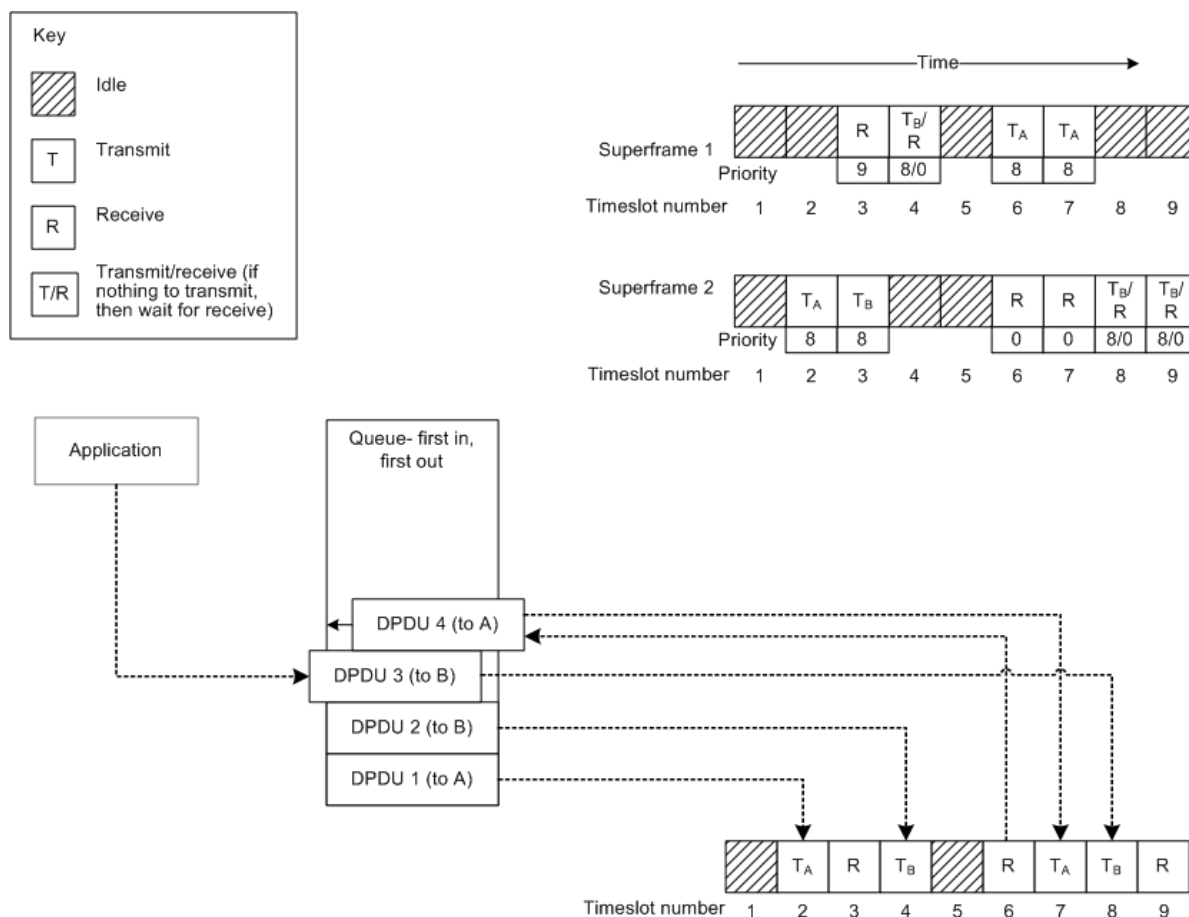 Key
Idle
Transmit
T
Receive
R
Transmit/receive (if
nothing to transmit,
then wait for receive)
T/R
Time
Superframe 1
R
TB/
R
TA
TA
Priority
9
8/0
8
8
Timeslot number
1 2 3 4 5 6 7 8 9
Superframe 2
TA
TB
R
R
TB/
R
TB/
R
Priority
8
8
0
0
8/0
8/0
Timeslot number
1 2 3 4 5 6 7 8 9
Application
Queue- first in,
first out
DPDU 4 (to A)
DPDU 3 (to B)
DPDU 2 (to B)
DPDU 1 (to A)
TA R TB R TA TB R
Timeslot number
1 2 3 4 5 6 7 8 9